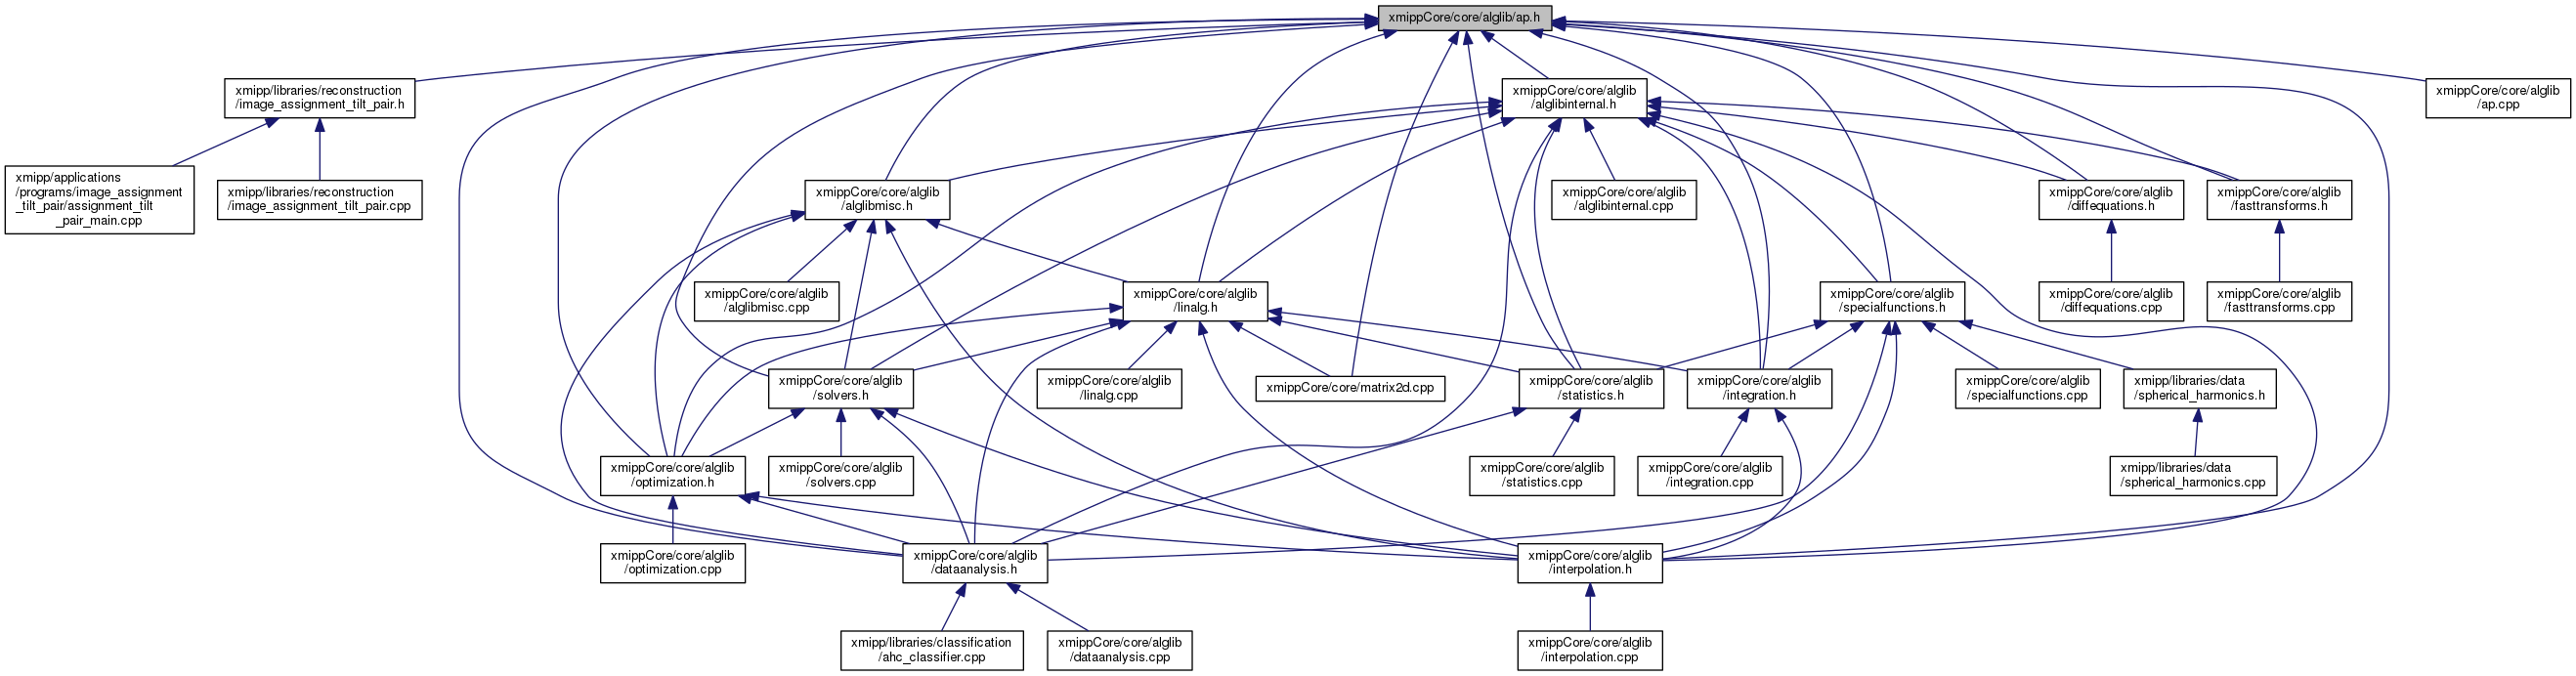 xmippCore/core/alglib/ap.h
xmipp/libraries/reconstruction
/image_assignment_tilt_pair.h
xmippCore/core/alglib
/alglibinternal.h
xmippCore/core/alglib
/ap.cpp
xmipp/applications
/programs/image_assignment
_tilt_pair/assignment_tilt
_pair_main.cpp
xmipp/libraries/reconstruction
/image_assignment_tilt_pair.cpp
xmippCore/core/alglib
/alglibmisc.h
xmippCore/core/alglib
/alglibinternal.cpp
xmippCore/core/alglib
/diffequations.h
xmippCore/core/alglib
/fasttransforms.h
xmippCore/core/alglib
/alglibmisc.cpp
xmippCore/core/alglib
/linalg.h
xmippCore/core/alglib
/specialfunctions.h
xmippCore/core/alglib
/diffequations.cpp
xmippCore/core/alglib
/fasttransforms.cpp
xmippCore/core/alglib
/solvers.h
xmippCore/core/alglib
/linalg.cpp
xmippCore/core/matrix2d.cpp
xmippCore/core/alglib
/statistics.h
xmippCore/core/alglib
/integration.h
xmippCore/core/alglib
/specialfunctions.cpp
xmipp/libraries/data
/spherical_harmonics.h
xmippCore/core/alglib
/optimization.h
xmippCore/core/alglib
/solvers.cpp
xmippCore/core/alglib
/statistics.cpp
xmippCore/core/alglib
/integration.cpp
xmipp/libraries/data
/spherical_harmonics.cpp
xmippCore/core/alglib
/optimization.cpp
xmippCore/core/alglib
/dataanalysis.h
xmippCore/core/alglib
/interpolation.h
xmipp/libraries/classification
/ahc_classifier.cpp
xmippCore/core/alglib
/dataanalysis.cpp
xmippCore/core/alglib
/interpolation.cpp